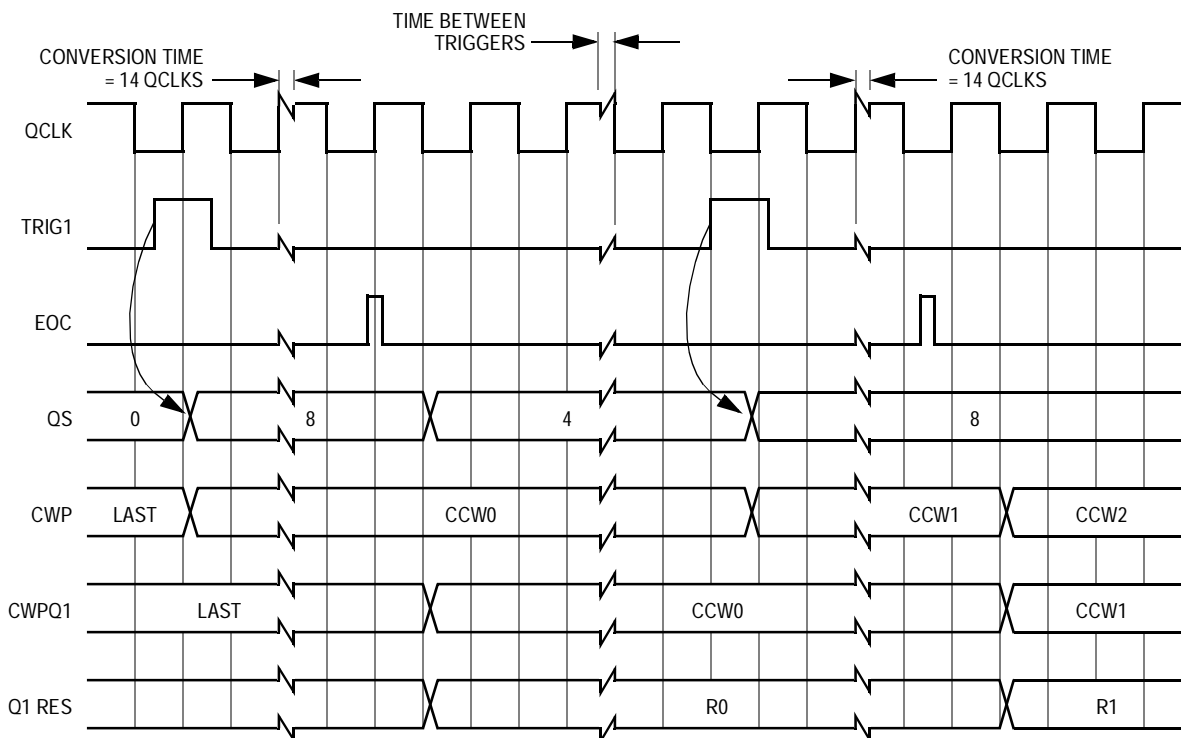 TIME BETWEEN
TRIGGERS
CONVERSION TIME
= 14 QCLKS
CONVERSION TIME
= 14 QCLKS
QCLK
TRIG1
EOC
QS 0 8 4 8
CWP LAST CCW0 CCW1 CCW2
CWPQ1 LAST CCW0 CCW1
Q1 RES R0 R1